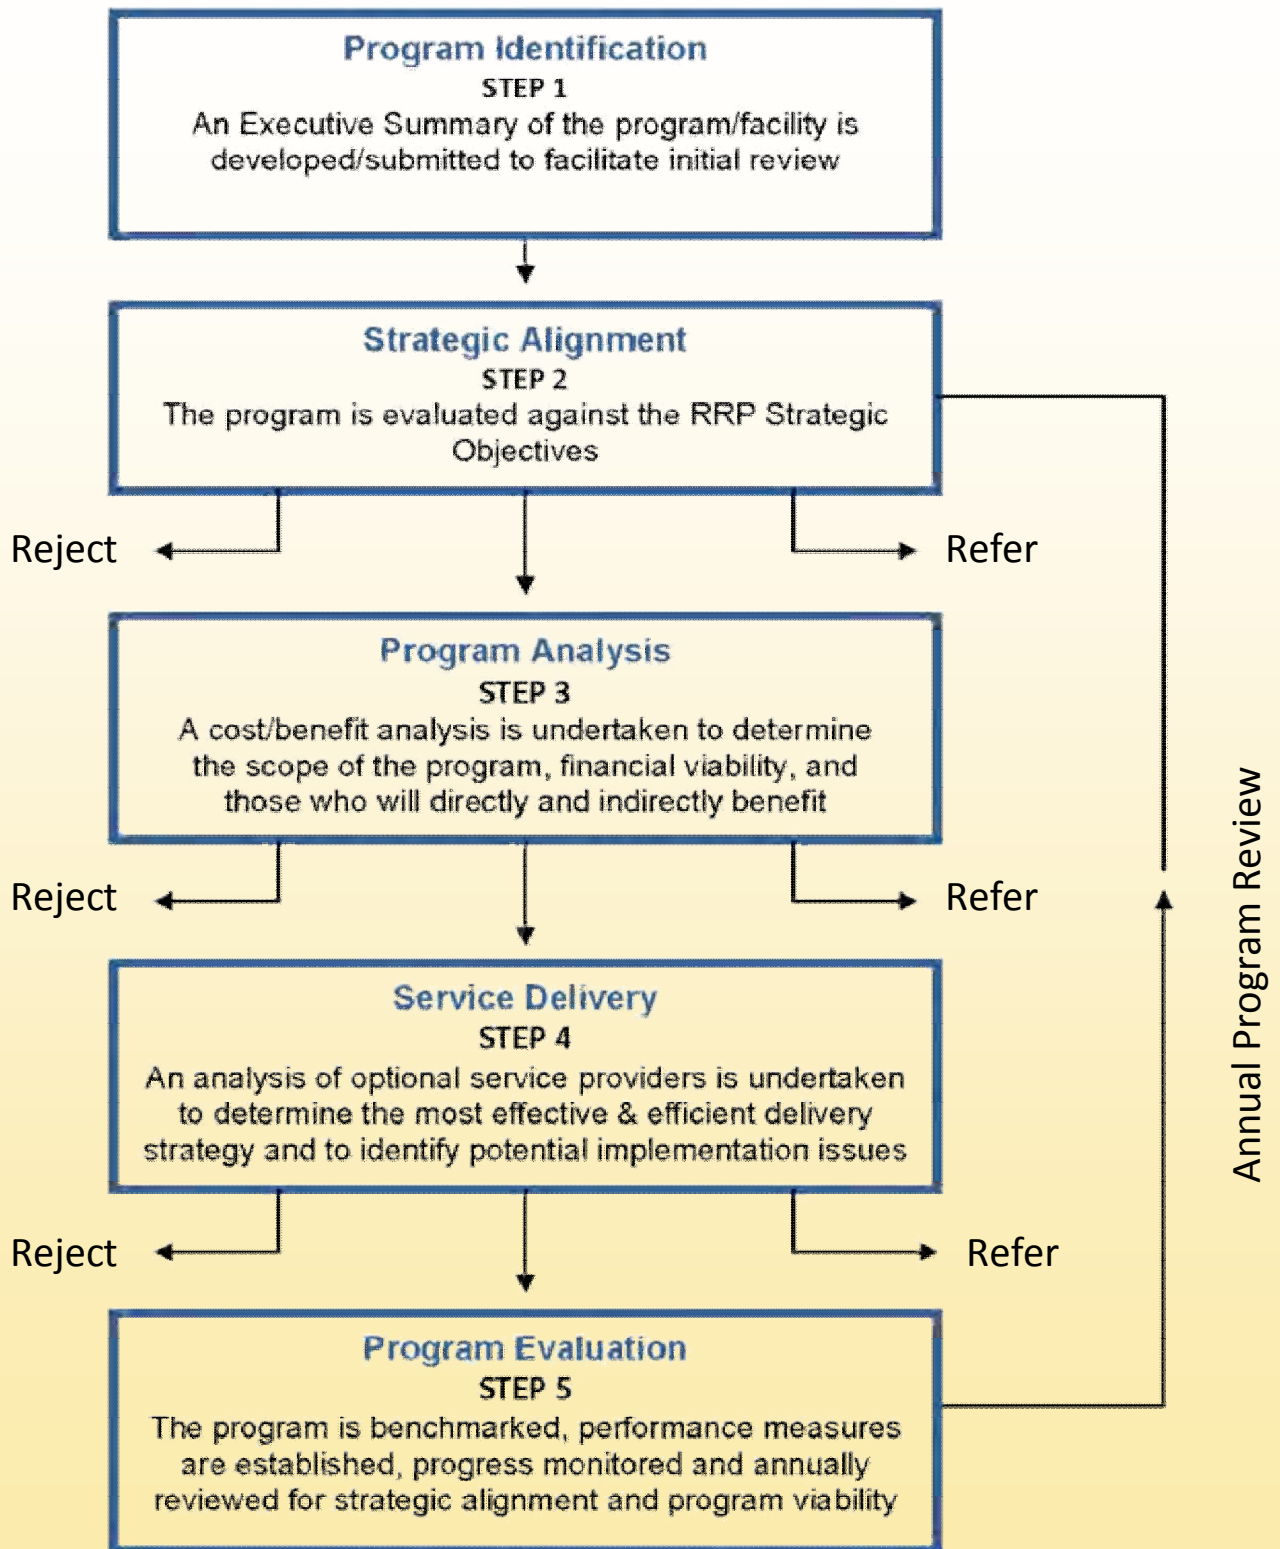 Program Identification
STEP 1
An Executive Summary of the program/facility is
developed/submitted to facilitate initial review
Strategic Alignment
STEP 2
The program is evaluated against the RRP Strategic
Objectives
Reject
Refer
Program Analysis
STEP 3
A cost/benefit analysis is undertaken to determine
the scope of the program, financial viability, and
those who will directly and indirectly benefit
Reject
Refer
Service Delivery
STEP 4
An analysis of optional service providers is undertaken
to determine the most effective & efficient delivery
strategy and to identify potential implementation issues
Reject
Refer
Program Evaluation
STEP 5
The program is benchmarked, performance measures
are established, progress monitored and annually
reviewed for strategic alignment and program viability
Annual Program Review